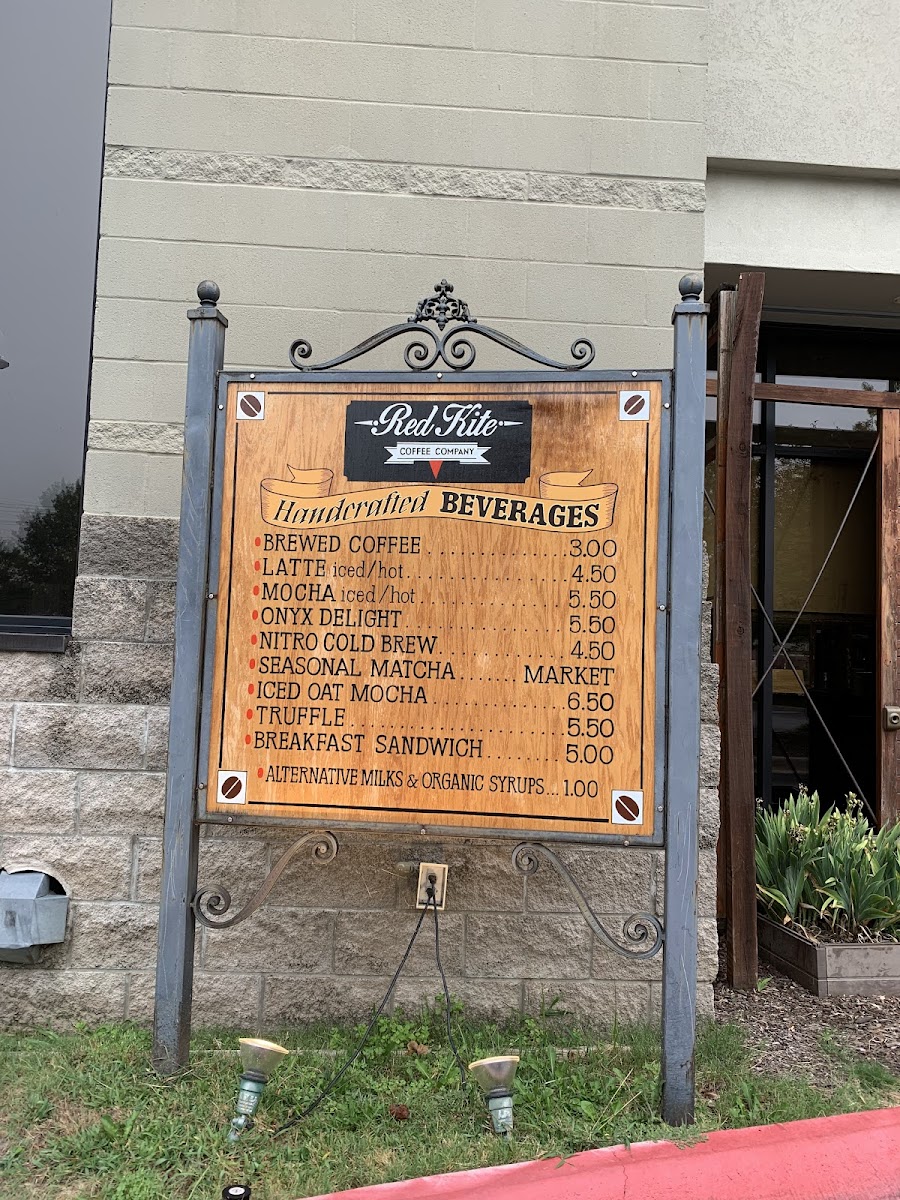 Red Kite
COFFEE COMPANY
Handcrafted BEVERAGES
BREWED COFFEE ............... 3.00
LATTE iced/hot ................. 4.50
MOCHA iced/hot ............... 5.50
ONYX DELIGHT ................. 5.50
NITRO COLD BREW ............. 4.50
SEASONAL MATCHA ....... MARKET
ICED OAT MOCHA .............. 6.50
TRUFFLE ........................ 5.50
BREAKFAST SANDWICH ........ 5.00
ALTERNATIVE MILKS & ORGANIC SYRUPS... 1.00